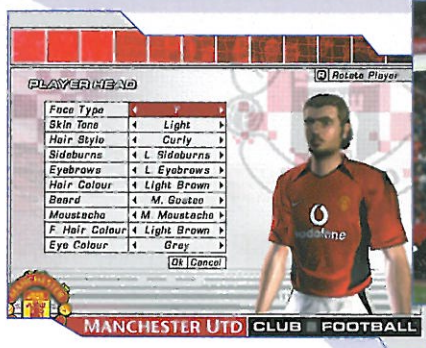 R Rotate Player
PLAYER HEAD
Face Type
Skin Tone Light
Hair Style Curly
Sideburns L. Sideburns
Eyebrows L. Eyebrows
Hair Colour Light Brown
Beard M. Goatee
Moustache M. Moustache
F. Hair Colour Light Brown
Eye Colour Grey
Ok Cancel
vodafone
MANCHESTER UTD CLUB FOOTBALL